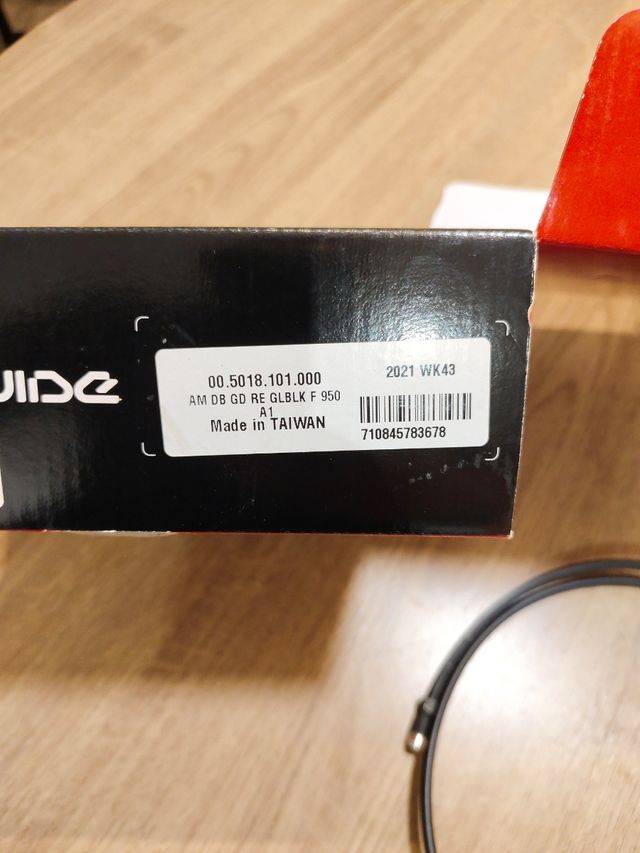 UIDE
00.5018.101.000
2021 WK43
AM DB GD RE GLBLK F 950
A1
Made in TAIWAN
710845783678